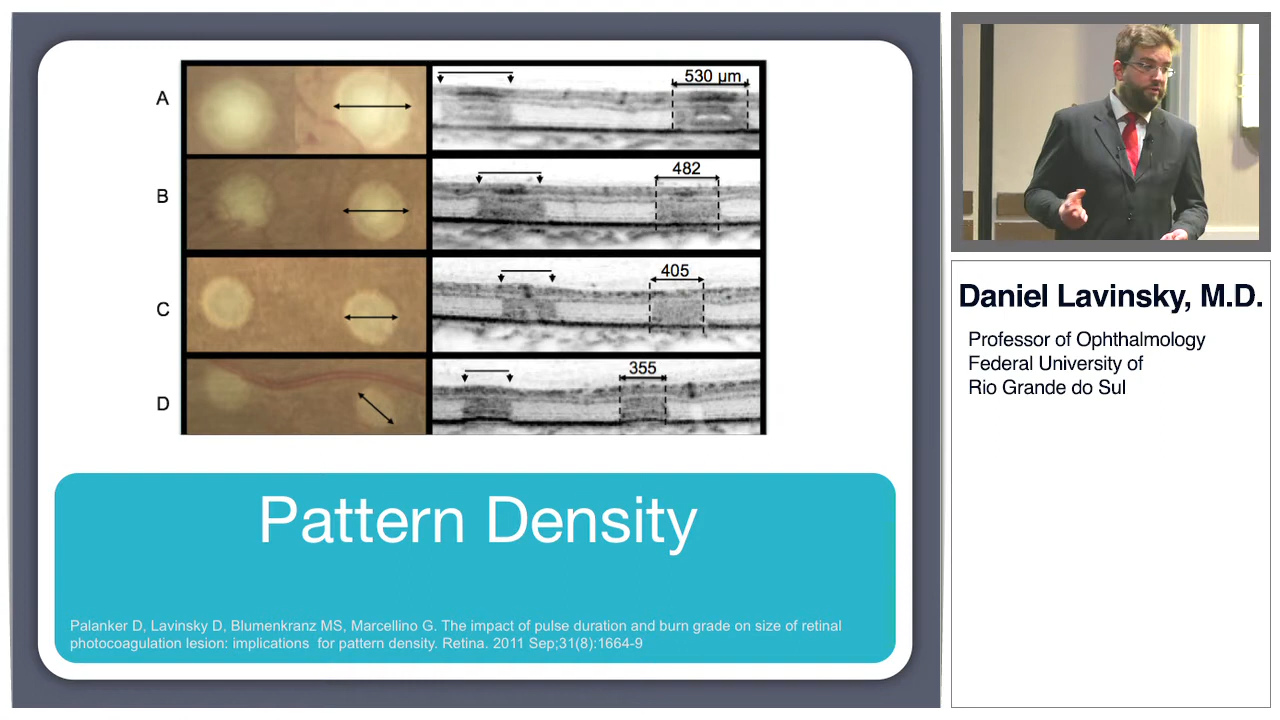 A
530 µm
B
482
C
405
D
355
Pattern Density
Palanker D, Lavinsky D, Blumenkranz MS, Marcellino G. The impact of pulse duration and burn grade on size of retinal
photocoagulation lesion: implications for pattern density. Retina. 2011 Sep;31(8):1664-9
Daniel Lavinsky, M.D.
Professor of Ophthalmology
Federal University of
Rio Grande do Sul